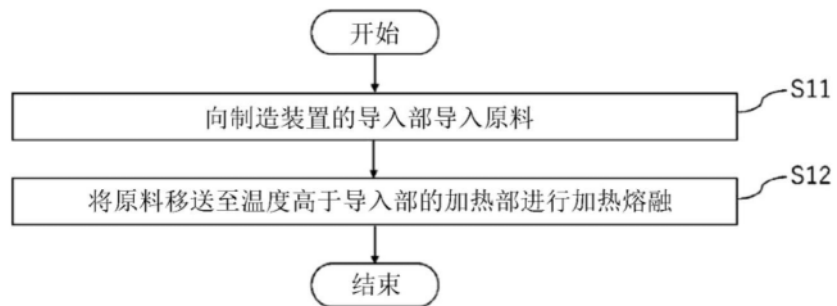 开始
S11
向制造装置的导入部导入原料
S12
将原料移送至温度高于导入部的加热部进行加热熔融
结束